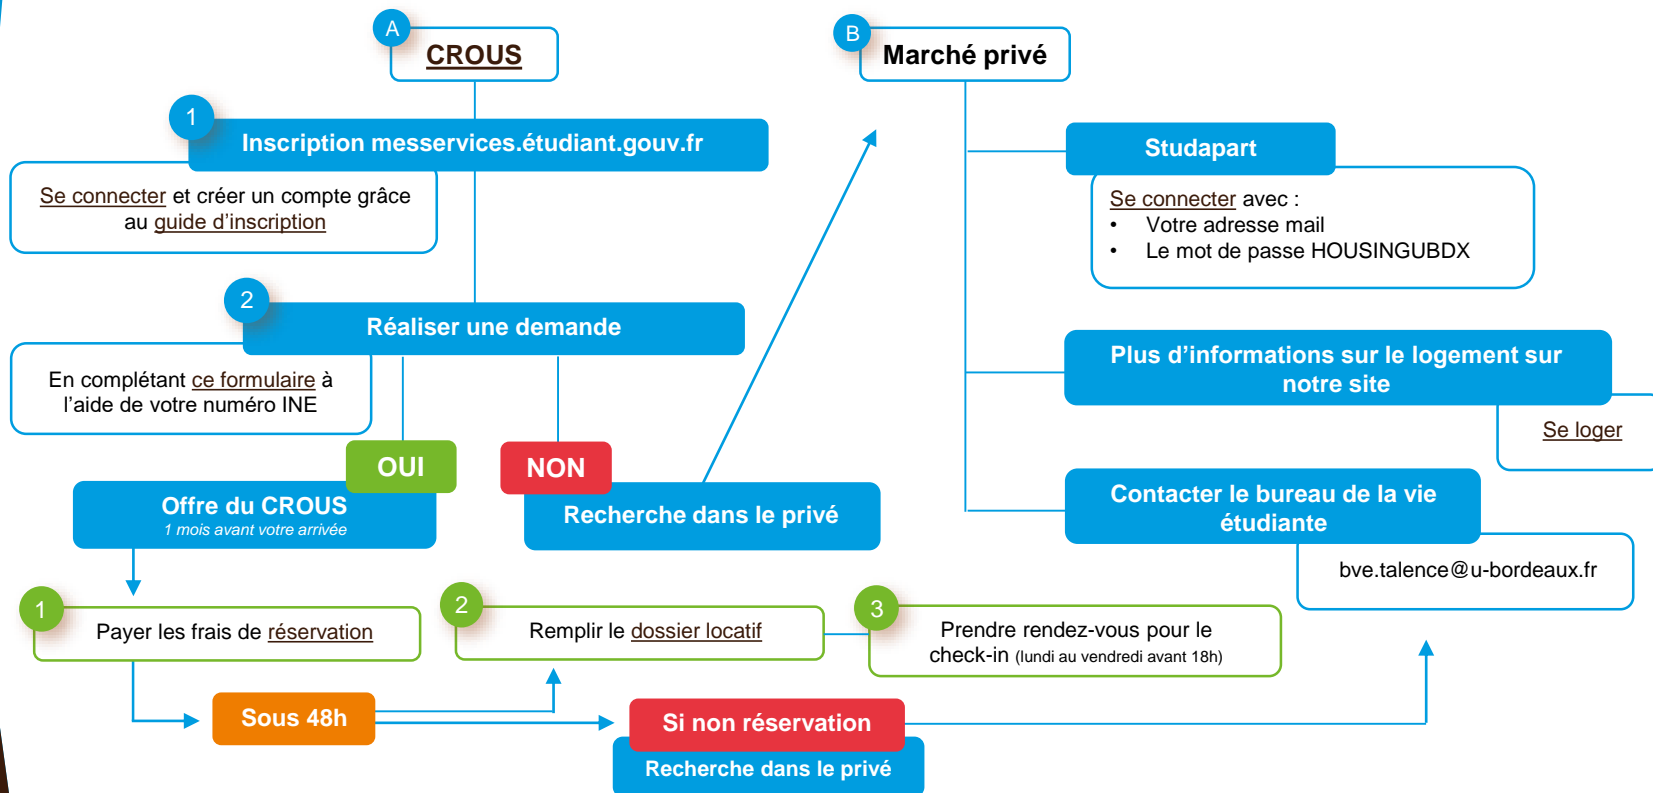 A
CROUS
1
Inscription messervices.étudiant.gouv.fr
Se connecter et créer un compte grâce
au guide d'inscription
2
Réaliser une demande
En complétant ce formulaire à
l'aide de votre numéro INE
OUI
NON
Offre du CROUS
1 mois avant votre arrivée
Recherche dans le privé
1
Payer les frais de réservation
2
Remplir le dossier locatif
3
Prendre rendez-vous pour le
check-in (lundi au vendredi avant 18h)
Sous 48h
Si non réservation
Recherche dans le privé
B
Marché privé
Studapart
Se connecter avec :
• Votre adresse mail
• Le mot de passe HOUSINGUBDX
Plus d'informations sur le logement sur
notre site
Se loger
Contacter le bureau de la vie
étudiante
bve.talence@u-bordeaux.fr